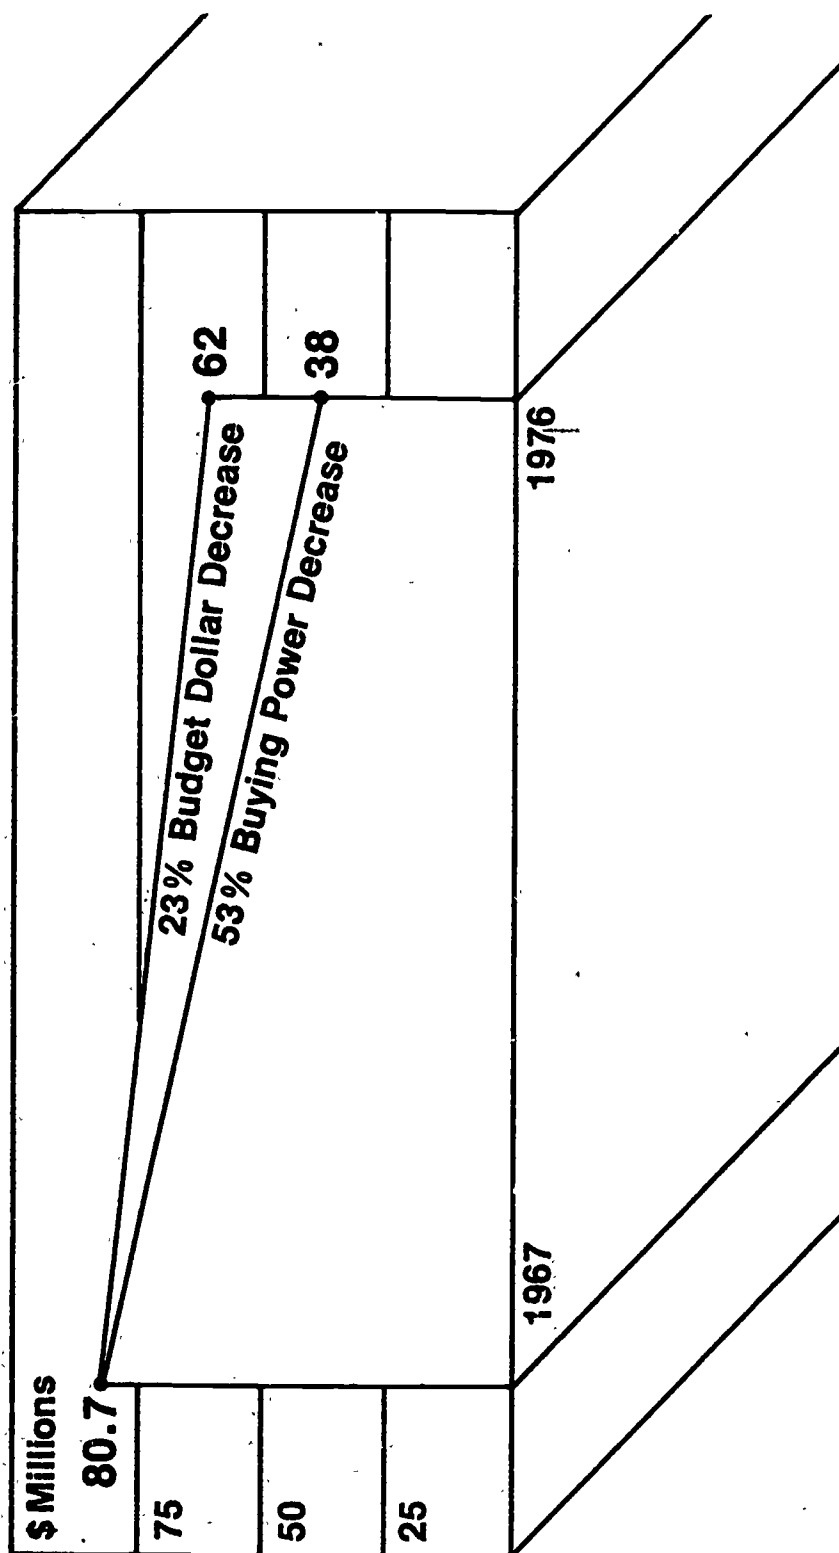 $ Millions
80.7
75
50
25
62
38
23% Budget Dollar Decrease
53% Buying Power Decrease
1967
1976